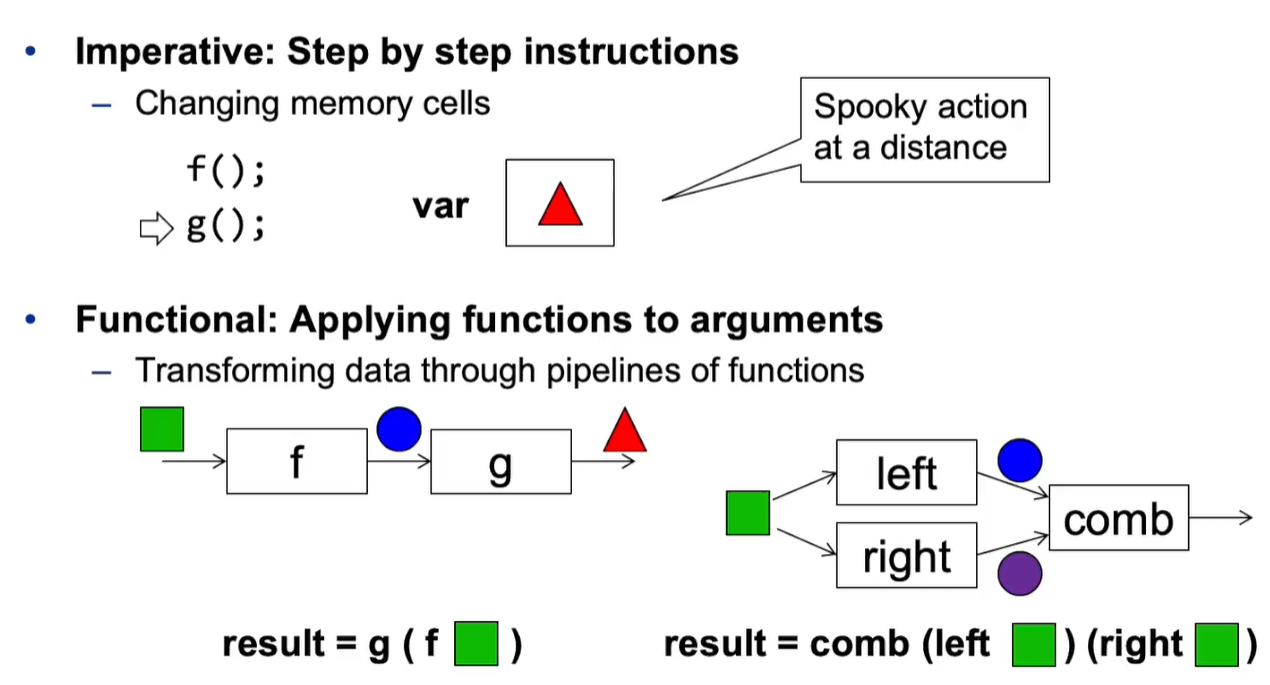 • Imperative: Step by step instructions
– Changing memory cells
Spooky action
at a distance
f();
g();
var
• Functional: Applying functions to arguments
– Transforming data through pipelines of functions
f
g
left
right
comb
result = g ( f )
result = comb (left ) (right )